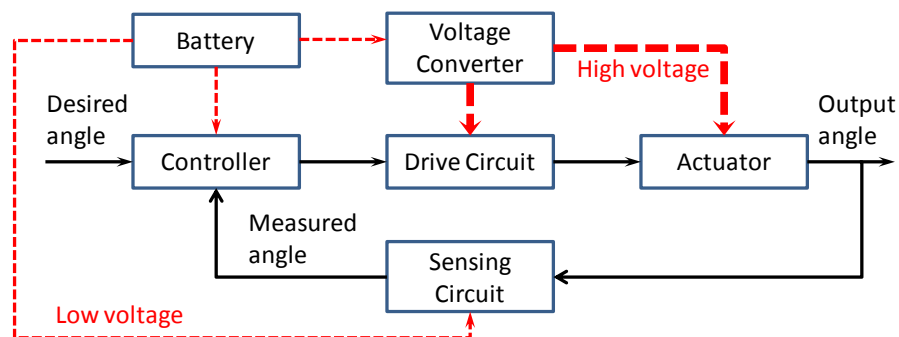 Battery
Voltage
Converter
High voltage
Desired
angle
Output
angle
Controller
Drive Circuit
Actuator
Measured
angle
Sensing
Circuit
Low voltage